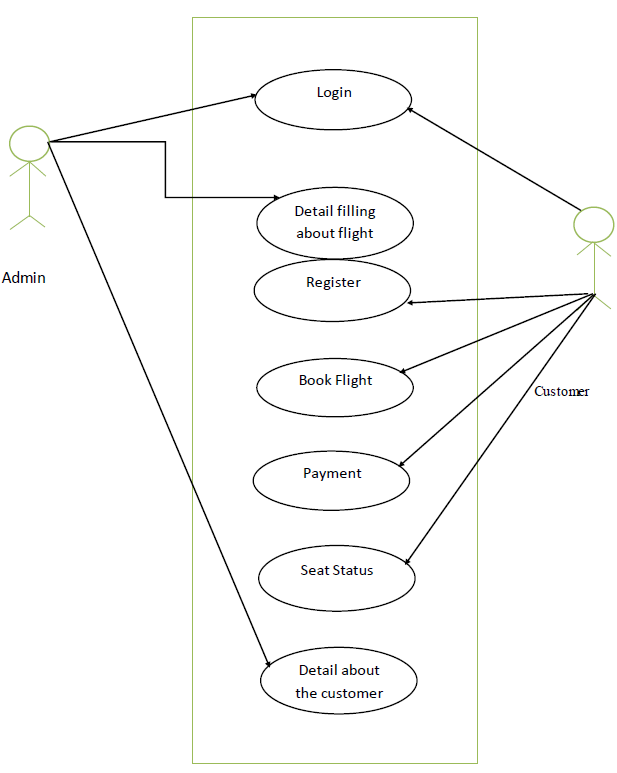 Login
Detail filling
about flight
Admin
Register
Book Flight
Customer
Payment
Seat Status
Detail about
the customer